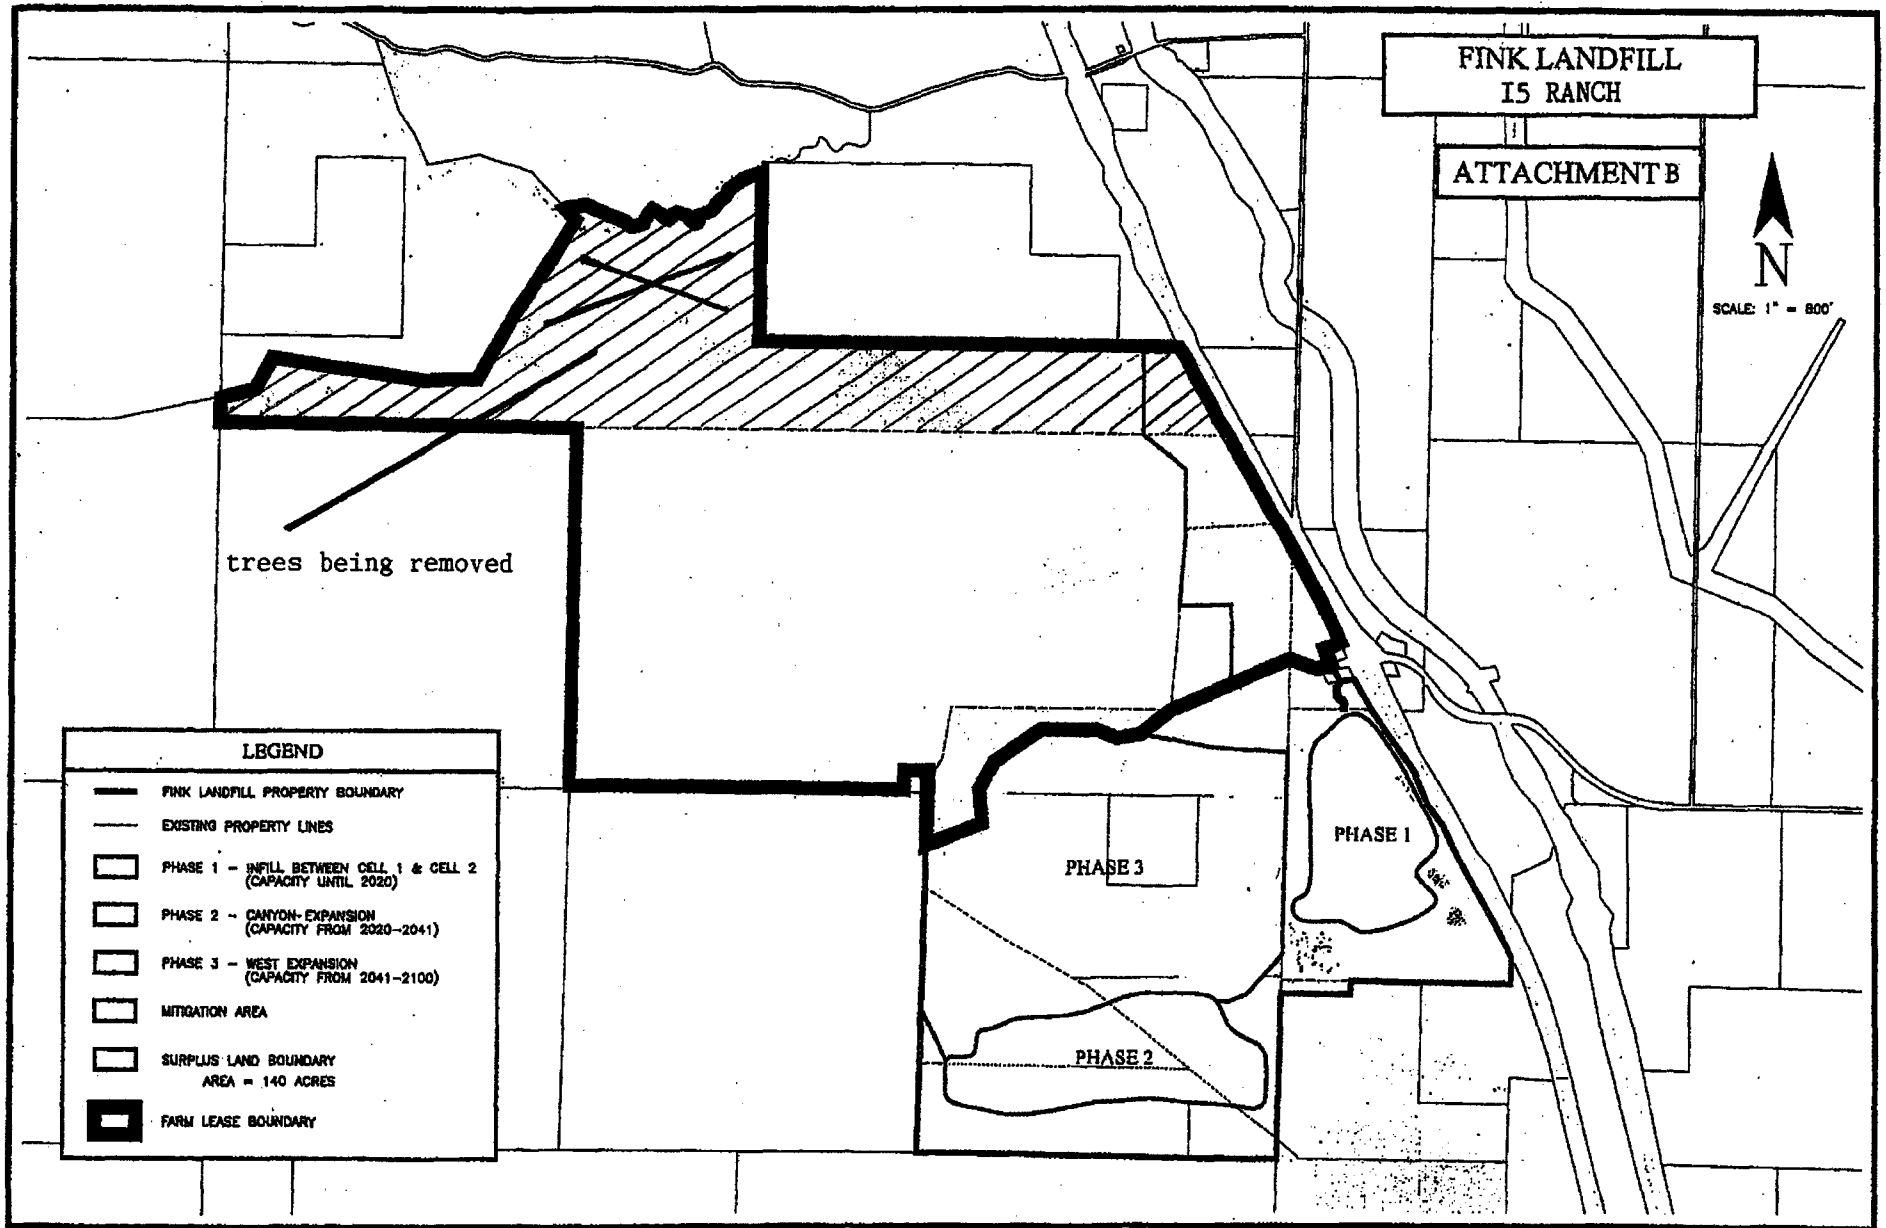 FINK LANDFILL
I5 RANCH
ATTACHMENT B
N
SCALE: 1" = 800'
trees being removed
LEGEND
FINK LANDFILL PROPERTY BOUNDARY
EXISTING PROPERTY LINES
PHASE 1 - INFILL BETWEEN CELL 1 & CELL 2
(CAPACITY UNTIL 2020)
PHASE 2 - CANYON EXPANSION
(CAPACITY FROM 2020-2041)
PHASE 3 - WEST EXPANSION
(CAPACITY FROM 2041-2100)
MITIGATION AREA
SURPLUS LAND BOUNDARY
AREA = 140 ACRES
FARM LEASE BOUNDARY
PHASE 1
PHASE 3
PHASE 2